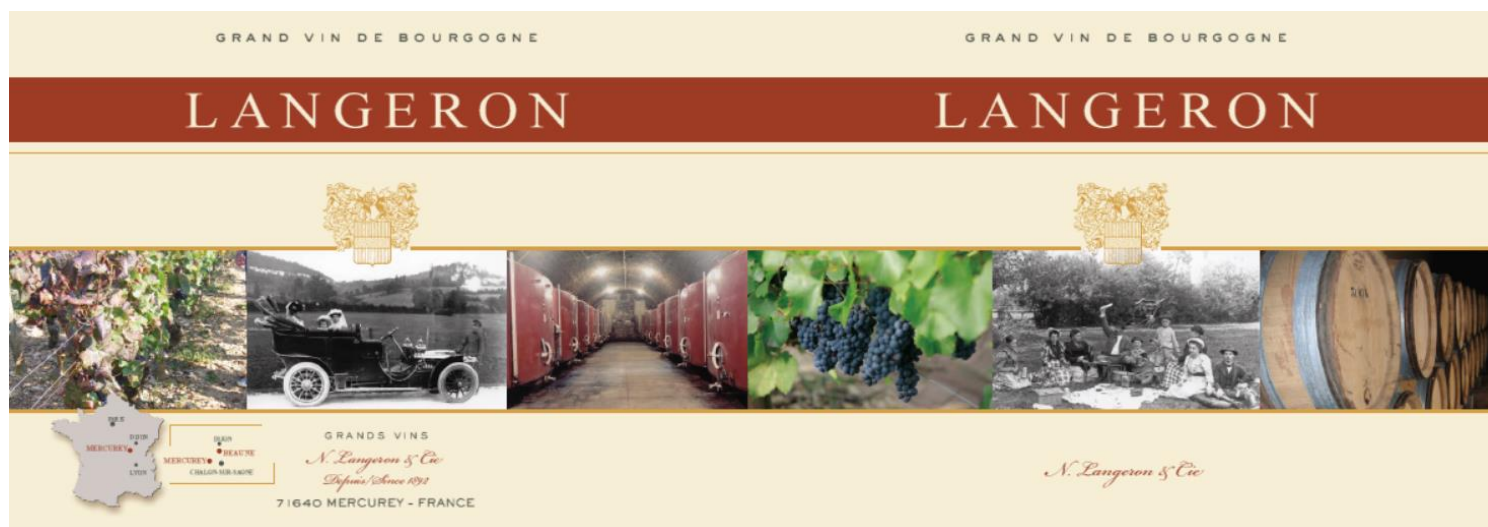 GRAND VIN DE BOURGOGNE
LANGERON
GRAND VIN DE BOURGOGNE
LANGERON
PARIS
DIJON
MERCUREY
LYON
DIJON
BEAUNE
MERCUREY
CHALON-SUR-SAONE
GRANDS VINS
N. Langeron & Cie
Depuis/Since 1892
71640 MERCUREY - FRANCE
N. Langeron & Cie